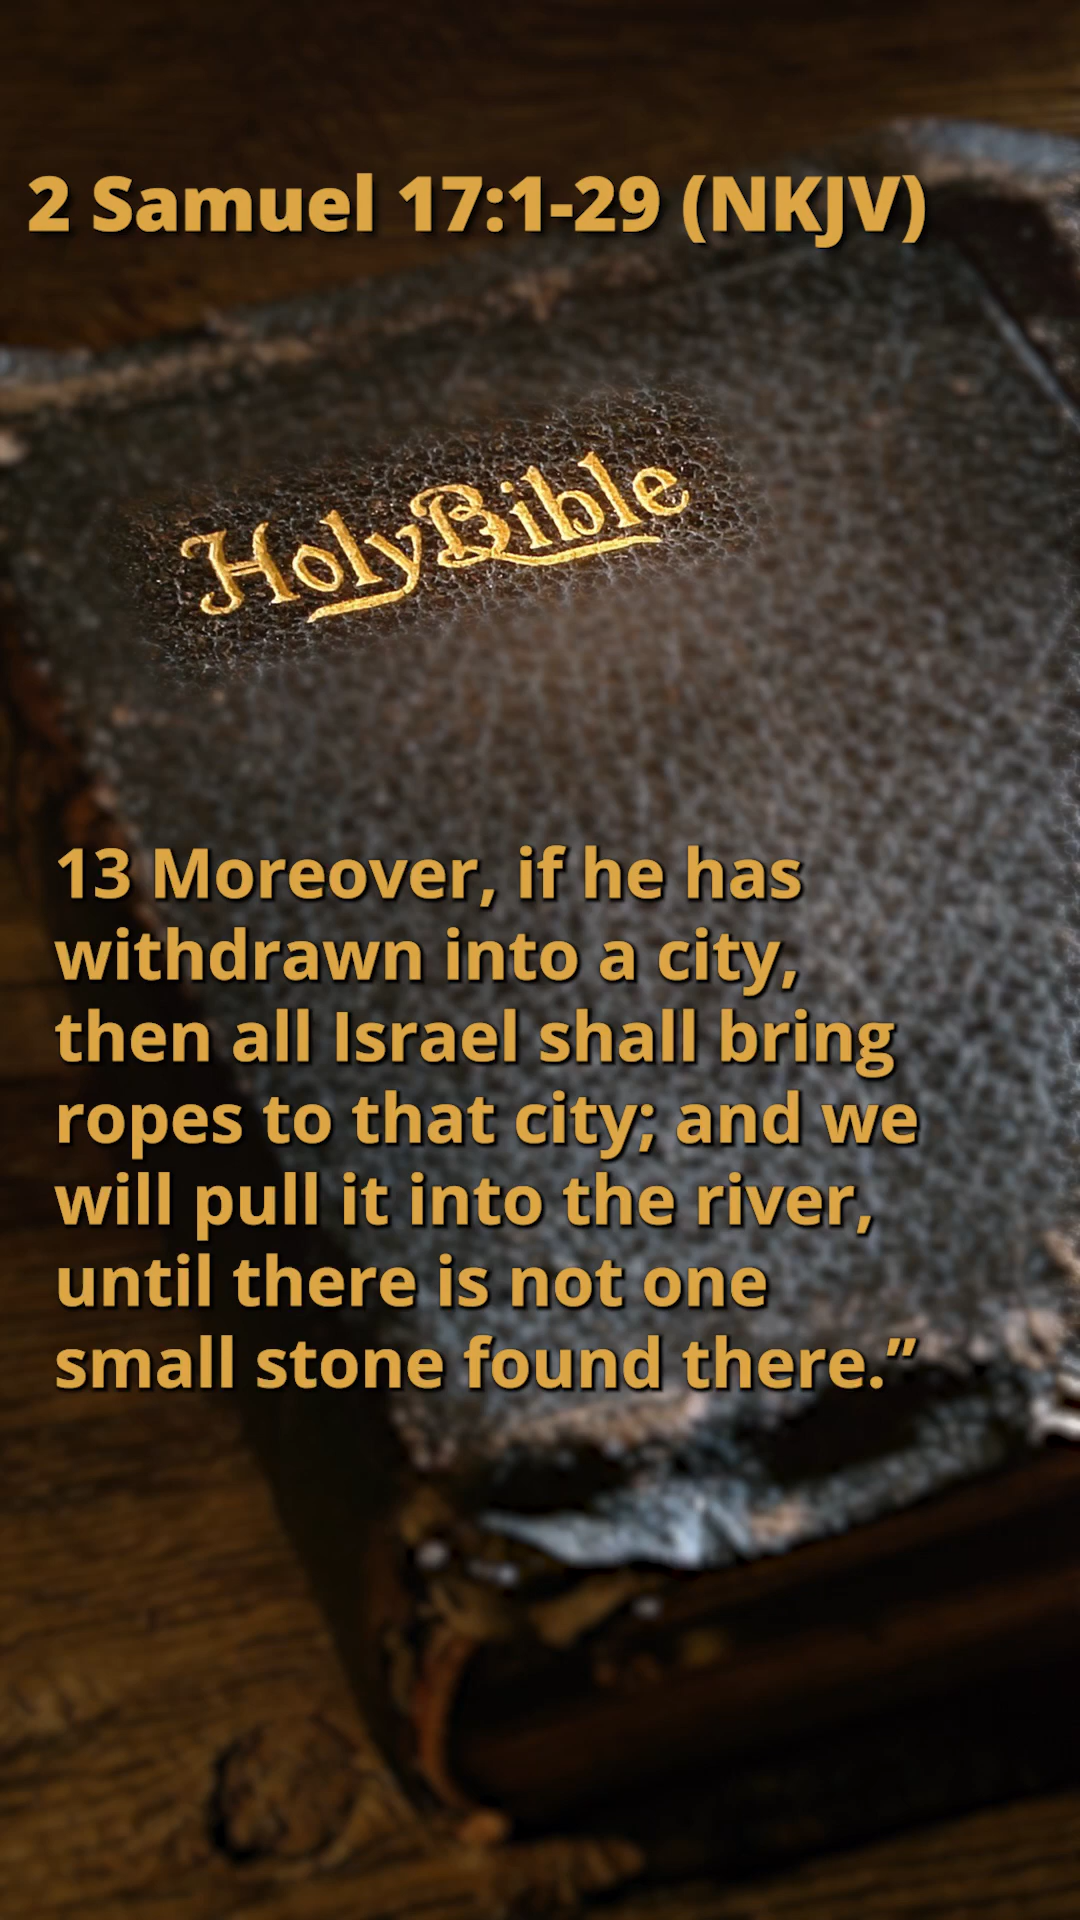 2 Samuel 17:1-29 (NKJV)
Holy Bible
13 Moreover, if he has
withdrawn into a city,
then all Israel shall bring
ropes to that city; and we
will pull it into the river,
until there is not one
small stone found there.”